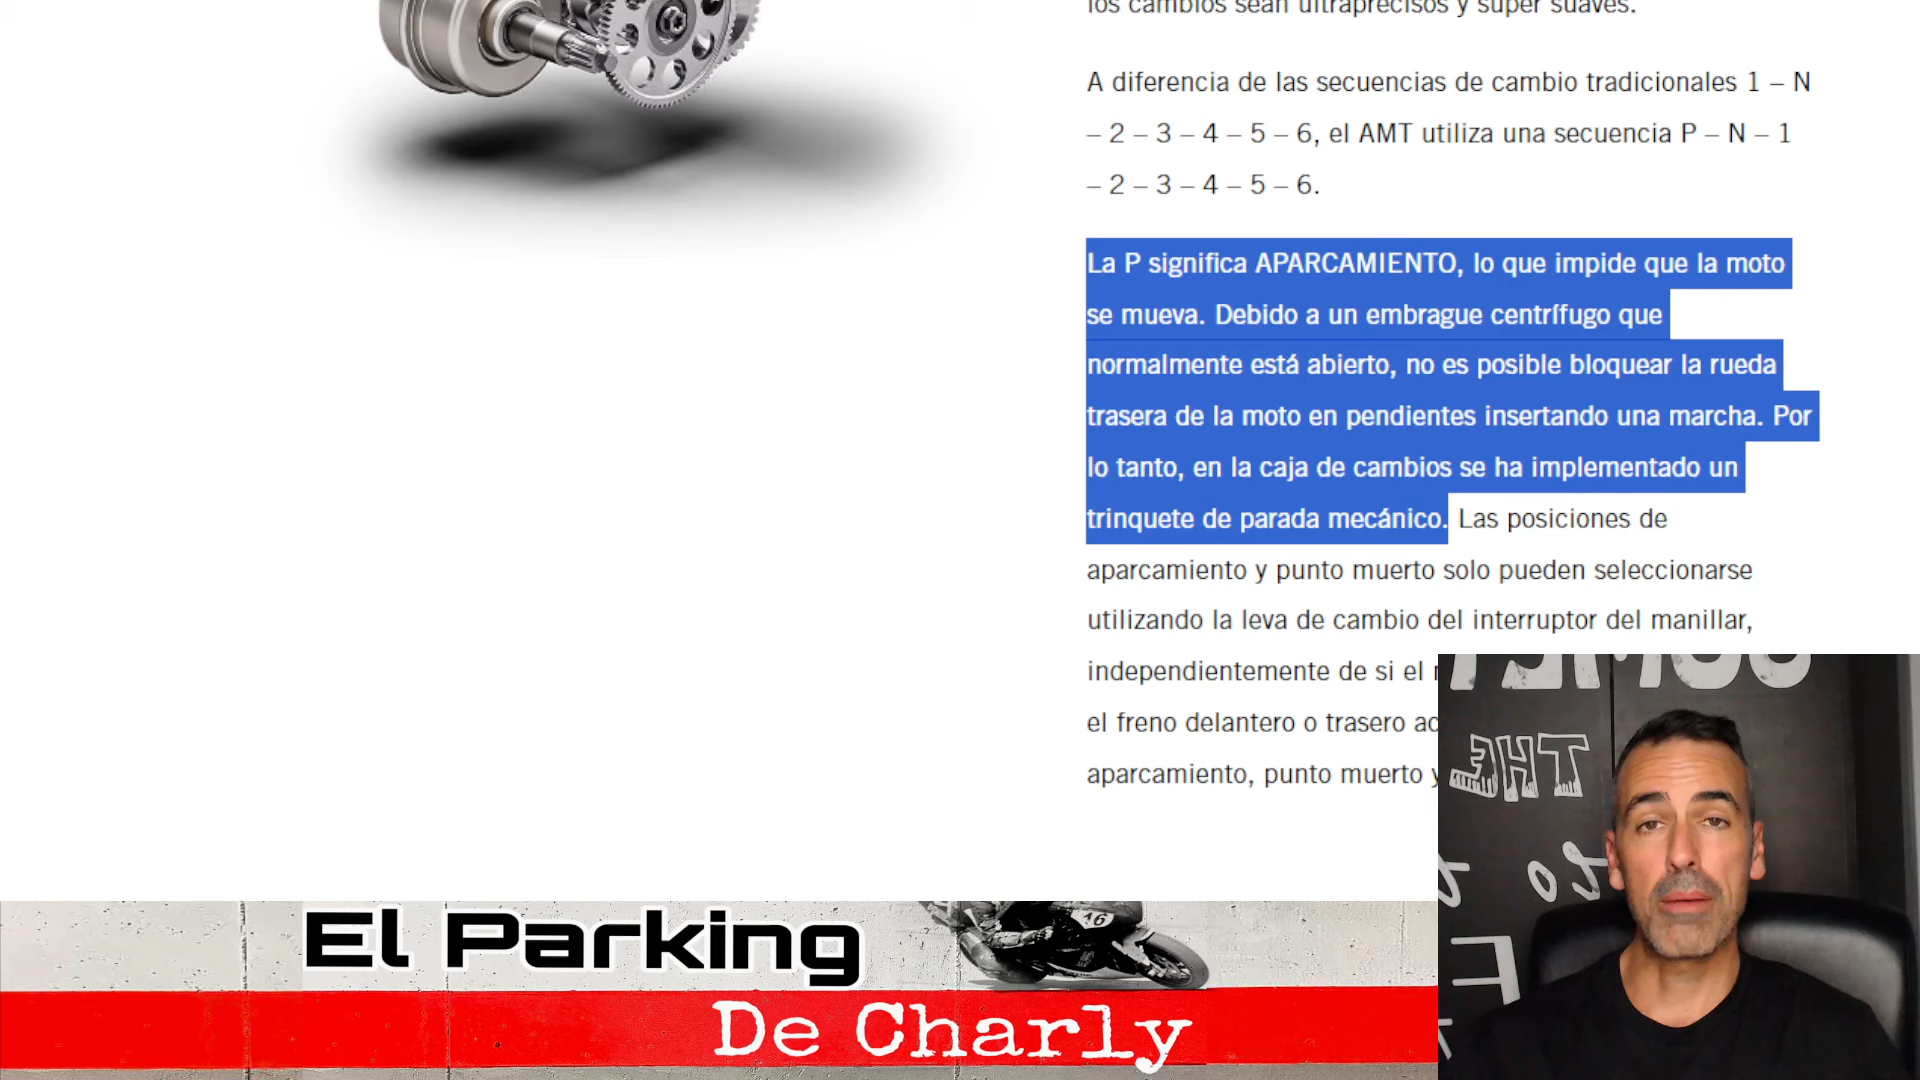 los cambios sean ultraprecisos y súper suaves.
A diferencia de las secuencias de cambio tradicionales 1 – N
– 2 – 3 – 4 – 5 – 6, el AMT utiliza una secuencia P – N – 1
– 2 – 3 – 4 – 5 – 6.
La P significa APARCAMIENTO, lo que impide que la moto
se mueva. Debido a un embrague centrífugo que
normalmente está abierto, no es posible bloquear la rueda
trasera de la moto en pendientes insertando una marcha. Por
lo tanto, en la caja de cambios se ha implementado un
trinquete de parada mecánico. Las posiciones de
aparcamiento y punto muerto solo pueden seleccionarse
utilizando la leva de cambio del interruptor del manillar,
independientemente de si el
el freno delantero o trasero
aparcamiento, punto muerto y
THE
El Parking
16
De Charly